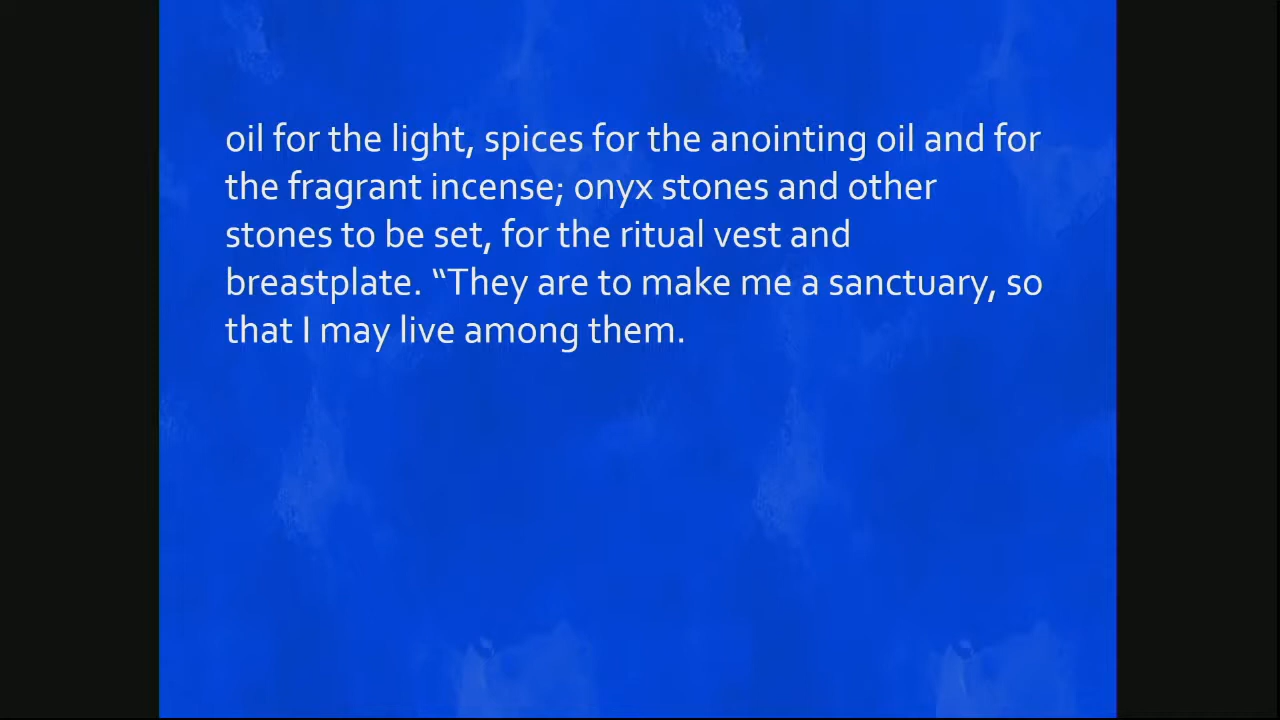 oil for the light, spices for the anointing oil and for
the fragrant incense; onyx stones and other
stones to be set, for the ritual vest and
breastplate. “They are to make me a sanctuary, so
that I may live among them.